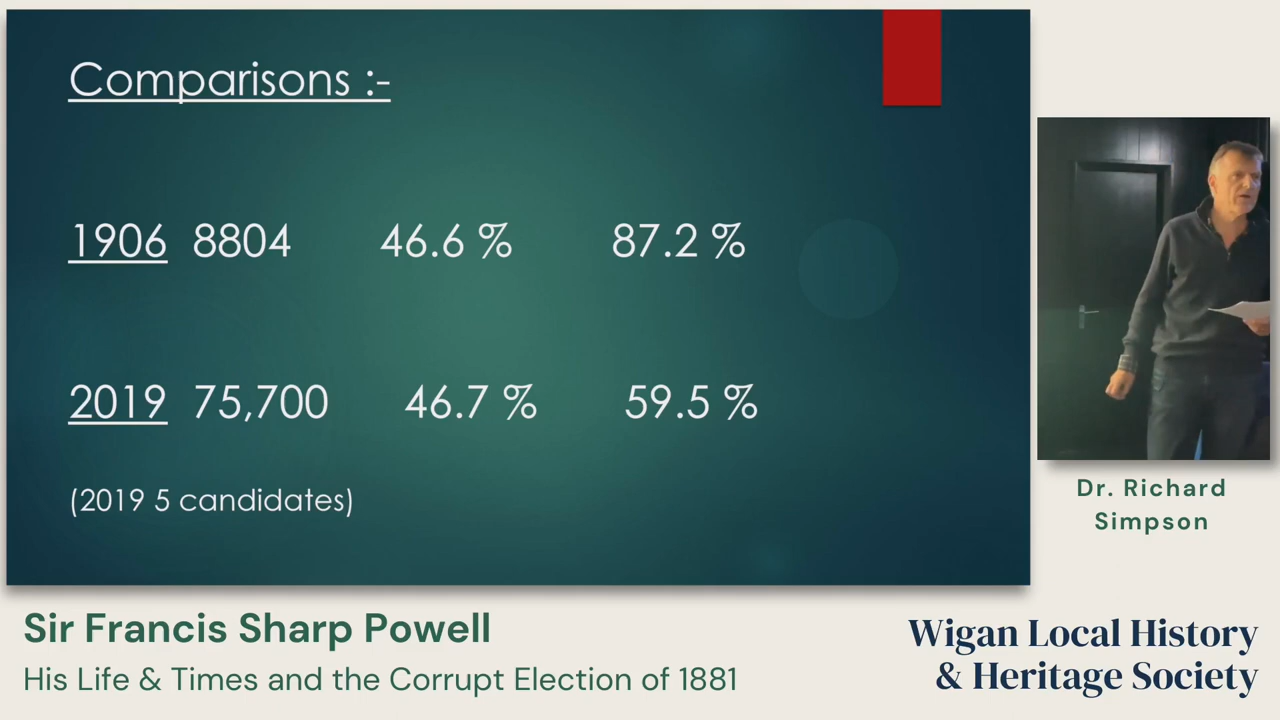 Comparisons :-
1906 8804 46.6 % 87.2 %
2019 75,700 46.7 % 59.5 %
(2019 5 candidates)
Dr. Richard
Simpson
Sir Francis Sharp Powell
His Life & Times and the Corrupt Election of 1881
Wigan Local History
& Heritage Society